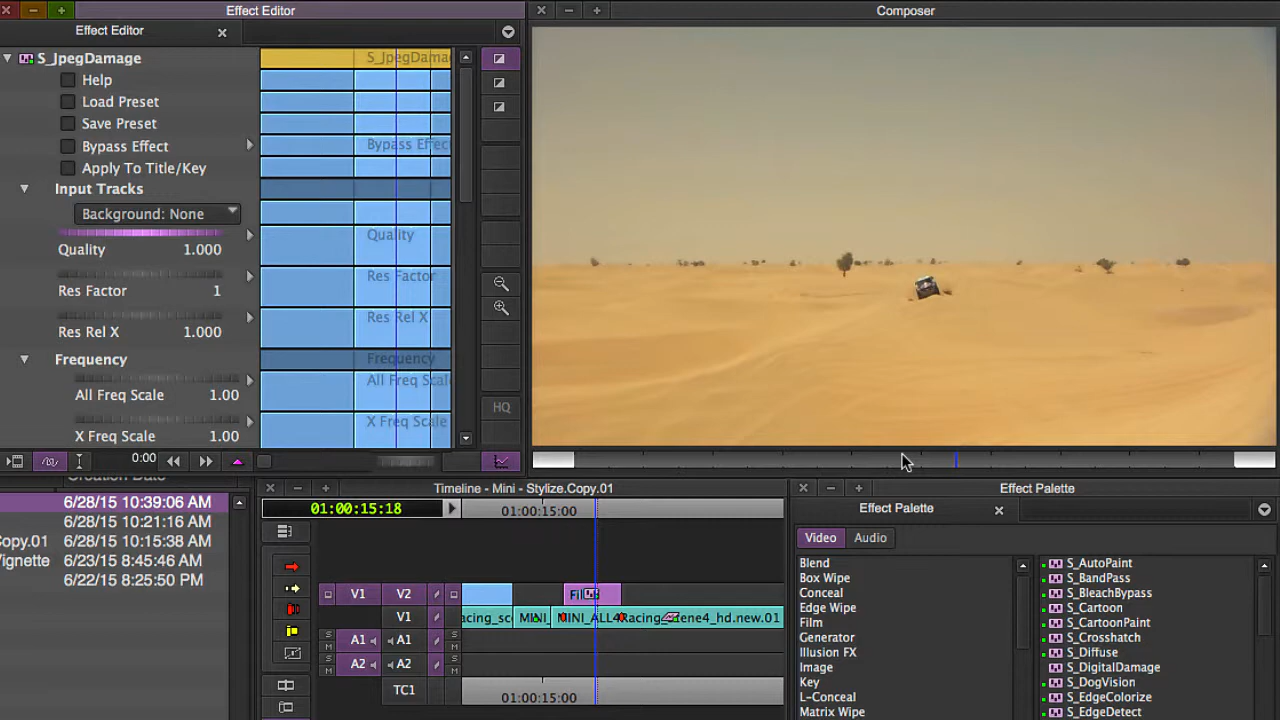 Effect Editor
Composer
Effect Editor
S_JpegDamage
Help
Load Preset
Save Preset
Bypass Effect
Apply To Title/Key
Input Tracks
Background: None
Quality 1.000
Res Factor 1
Res Rel X 1.000
Frequency
All Freq Scale 1.00
X Freq Scale 1.00
S_JpegDama
Bypass Effec
Quality
Res Factor
Res Rel X
Frequency
All Freq Scal
X Freq Scale
HQ
0:00
Creation Date
6/28/15 10:39:06 AM
6/28/15 10:21:16 AM
Copy.01 6/28/15 10:15:38 AM
Vignette 6/23/15 8:45:46 AM
6/22/15 8:25:50 PM
Timeline - Mini - Stylize.Copy.01
01:00:15:18
01:00:15:00
V1 V2
V1
acing_sc
MINI_
MINI_ALL4Racing_scene4_hd.new.01
A1 A1
S
M
S
M
A2 A2
S
M
S
M
TC1
01:00:15:00
Effect Palette
Effect Palette
Video Audio
Blend
Box Wipe
Conceal
Edge Wipe
Film
Generator
Illusion FX
Image
Key
L-Conceal
Matrix Wipe
S_AutoPaint
S_BandPass
S_BleachBypass
S_Cartoon
S_CartoonPaint
S_Crosshatch
S_Diffuse
S_DigitalDamage
S_DogVision
S_EdgeColorize
S_EdgeDetect